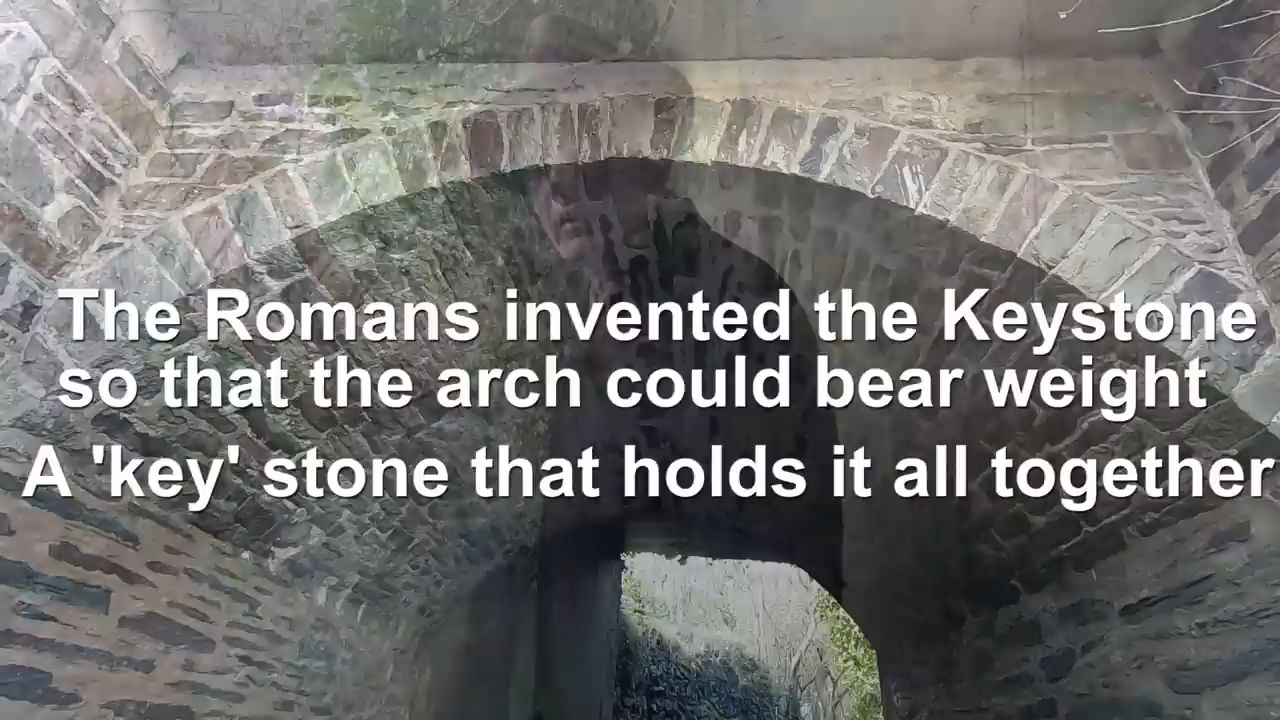 The Romans invented the Keystone
so that the arch could bear weight
A 'key' stone that holds it all together